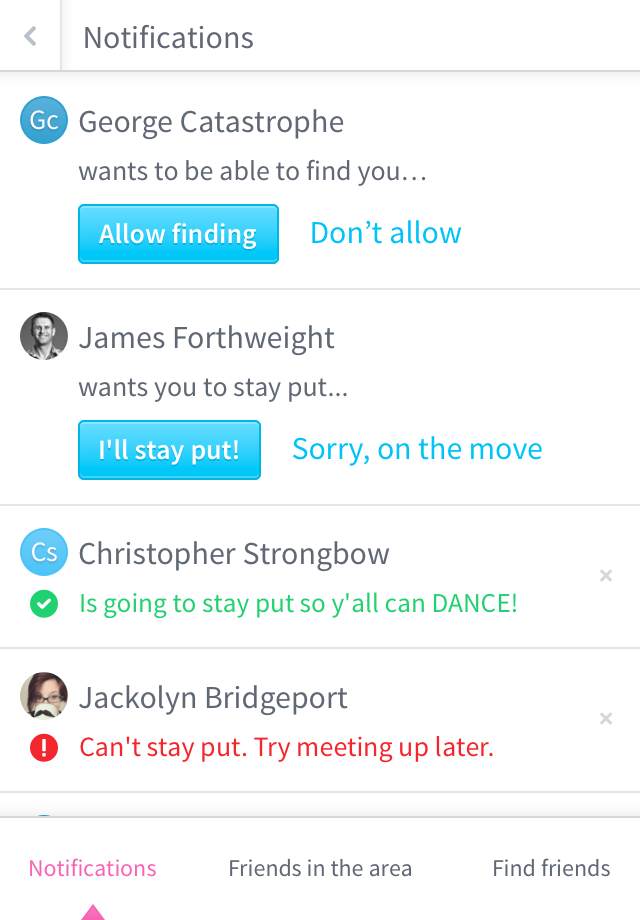 Notifications
Gc George Catastrophe
wants to be able to find you…
Allow finding Don’t allow
James Forthweight
wants you to stay put...
I'll stay put! Sorry, on the move
Cs Christopher Strongbow
Is going to stay put so y'all can DANCE!
Jackolyn Bridgeport
Can't stay put. Try meeting up later.
Notifications Friends in the area Find friends